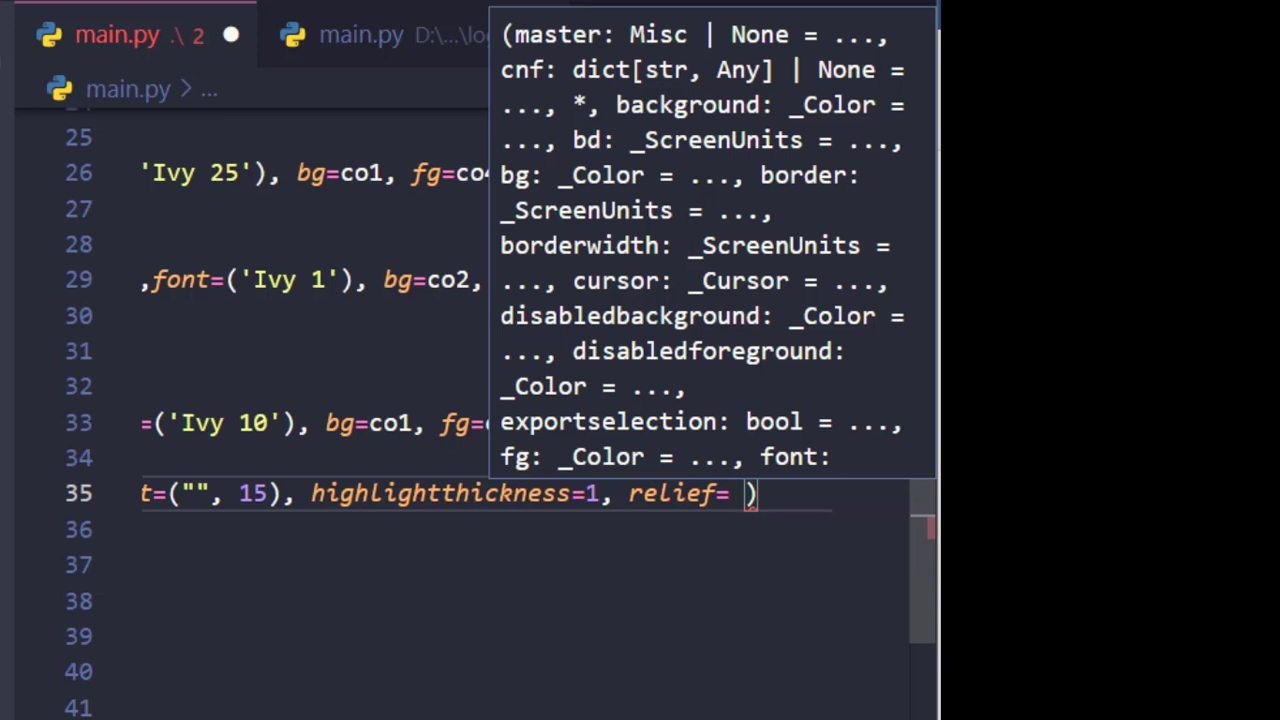 main.py .\ 2
main.py D:\...\lo
main.py > ...
(master: Misc | None = ...,
cnf: dict[str, Any] | None =
..., *, background: _Color =
..., bd: _ScreenUnits = ...,
bg: _Color = ..., border:
_ScreenUnits = ...,
borderwidth: _ScreenUnits =
..., cursor: _Cursor = ...,
disabledbackground: _Color =
..., disabledforeground:
_Color = ...,
exportselection: bool = ...,
fg: _Color = ..., font:
25
26 'Ivy 25'), bg=co1, fg=co4
27
28
29 ,font=('Ivy 1'), bg=co2,
30
31
32
33 =('Ivy 10'), bg=co1, fg=
34
35 t=("", 15), highlightthickness=1, relief= )
36
37
38
39
40
41